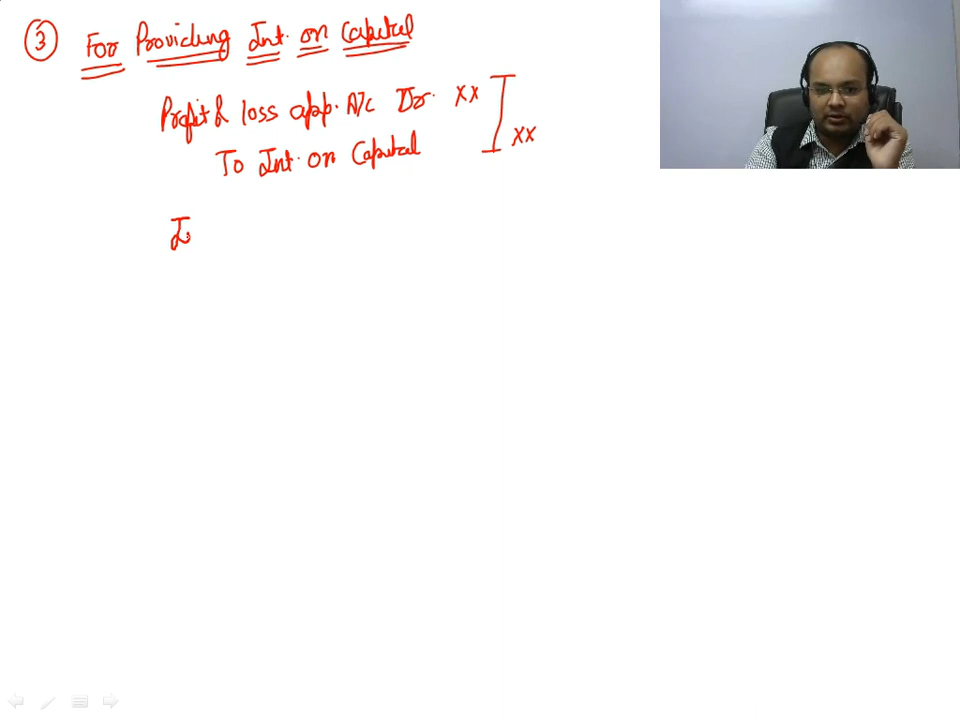 ③ For Providing Int. on Capital
Profit & loss app. A/c Dr. XX
To Int. on Capital XX
I